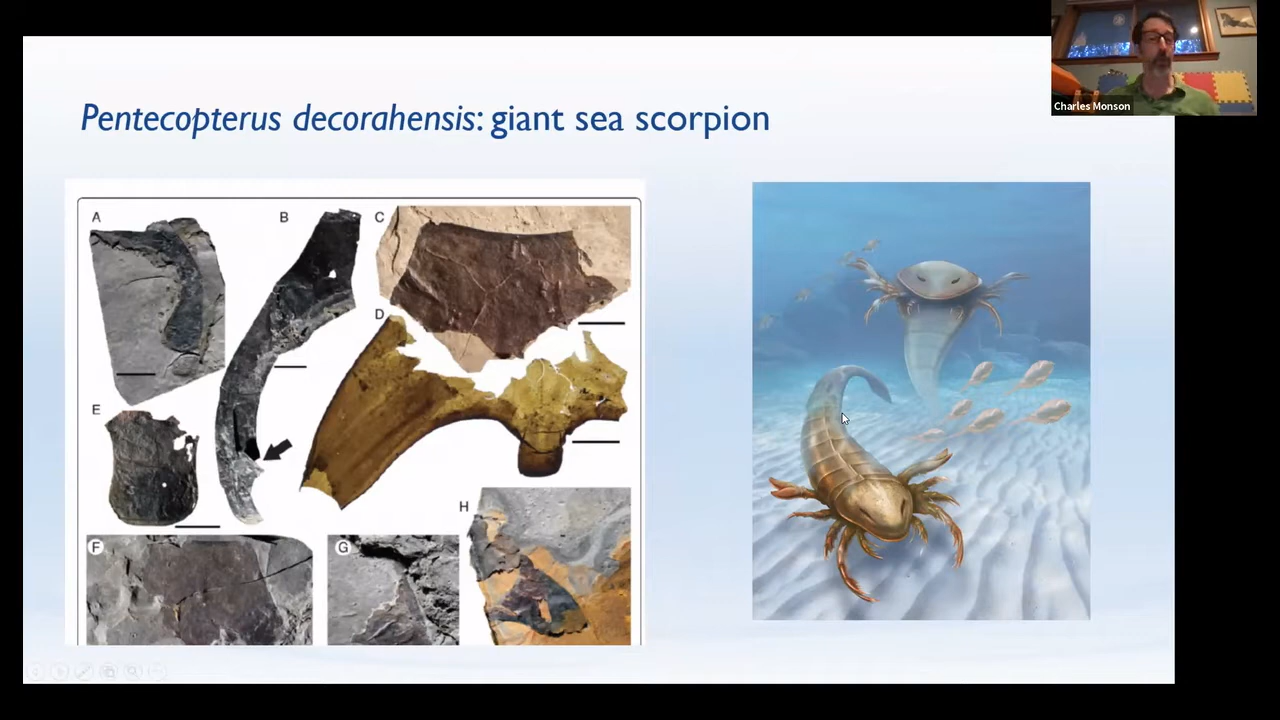 Charles Monson
Pentecopterus decorahensis: giant sea scorpion
A
B
C
D
E
F
G
H